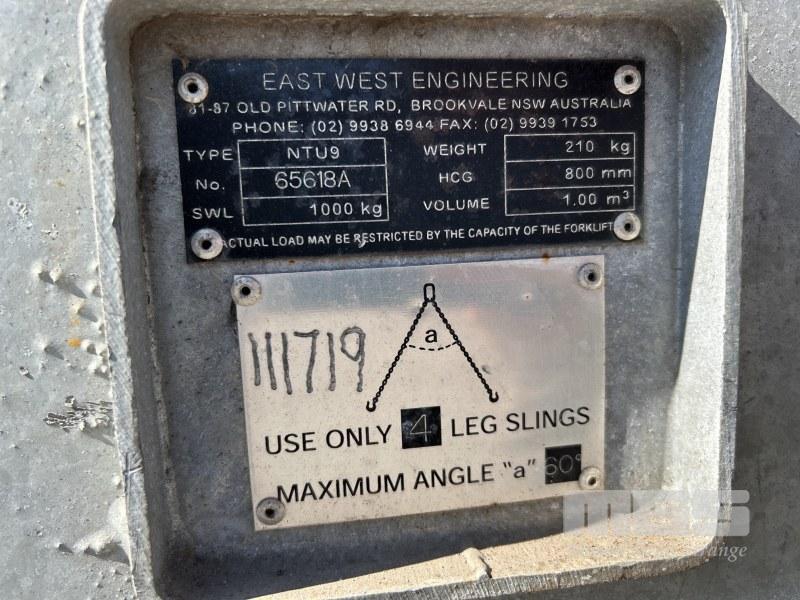 EAST WEST ENGINEERING
81-87 OLD PITTWATER RD, BROOKVALE NSW AUSTRALIA
PHONE: (02) 9938 6944 FAX: (02) 9939 1753
TYPE NTU9 WEIGHT 210 kg
No. 65618A HCG 800 mm
SWL 1000 kg VOLUME 1.00 m³
ACTUAL LOAD MAY BE RESTRICTED BY THE CAPACITY OF THE FORKLIFT
a
111719
USE ONLY 4 LEG SLINGS
MAXIMUM ANGLE "a" 60°